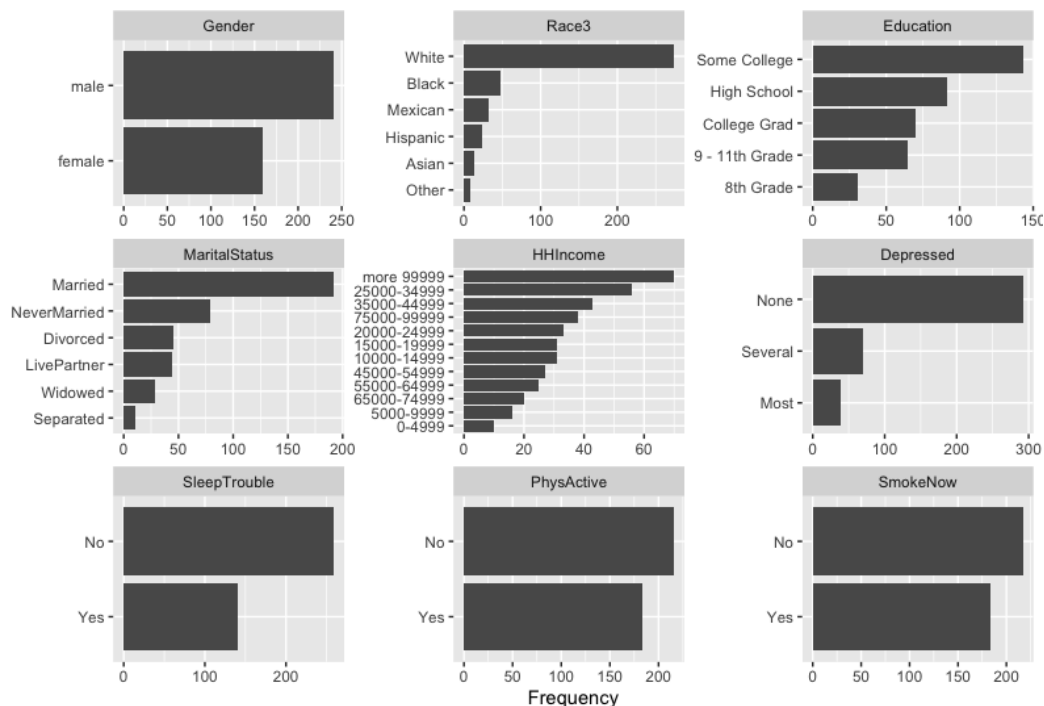 Gender
male
female
0 50 100 150 200 250
Race3
White
Black
Mexican
Hispanic
Asian
Other
0 100 200
Education
Some College
High School
College Grad
9 - 11th Grade
8th Grade
0 50 100 150
MaritalStatus
Married
NeverMarried
Divorced
LivePartner
Widowed
Separated
0 50 100 150 200
HHIncome
more 99999
25000-34999
35000-44999
75000-99999
20000-24999
15000-19999
10000-14999
45000-54999
55000-64999
65000-74999
5000-9999
0-4999
0 20 40 60
Depressed
None
Several
Most
0 100 200 300
SleepTrouble
No
Yes
0 100 200
PhysActive
No
Yes
0 50 100 150 200
SmokeNow
No
Yes
0 50 100 150 200
Frequency